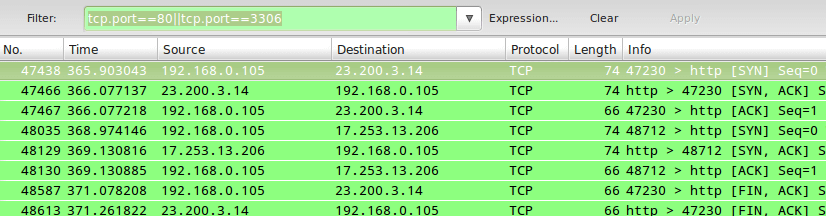 Filter: tcp.port==80||tcp.port==3306 Expression... Clear Apply
No. Time Source Destination Protocol Length Info
47438 365.903043 192.168.0.105 23.200.3.14 TCP 74 47230 > http [SYN] Seq=0
47466 366.077137 23.200.3.14 192.168.0.105 TCP 74 http > 47230 [SYN, ACK] S
47467 366.077218 192.168.0.105 23.200.3.14 TCP 66 47230 > http [ACK] Seq=1
48035 368.974146 192.168.0.105 17.253.13.206 TCP 74 48712 > http [SYN] Seq=0
48129 369.130816 17.253.13.206 192.168.0.105 TCP 74 http > 48712 [SYN, ACK] S
48130 369.130885 192.168.0.105 17.253.13.206 TCP 66 48712 > http [ACK] Seq=1
48587 371.078208 192.168.0.105 23.200.3.14 TCP 66 47230 > http [FIN, ACK] S
48613 371.261822 23.200.3.14 192.168.0.105 TCP 66 http > 47230 [FIN, ACK] S